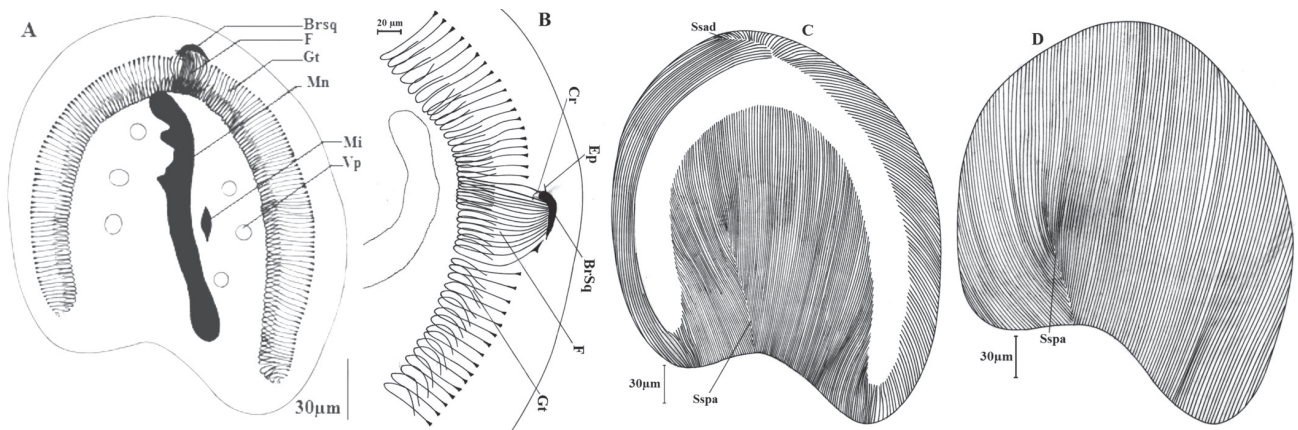 A
Brsq
F
Gt
Mn
Mi
Vp
30µm
20 µm
B
Cr
Ep
BrSq
F
Gt
Ssad
C
30µm
Sspa
D
30µm
Sspa